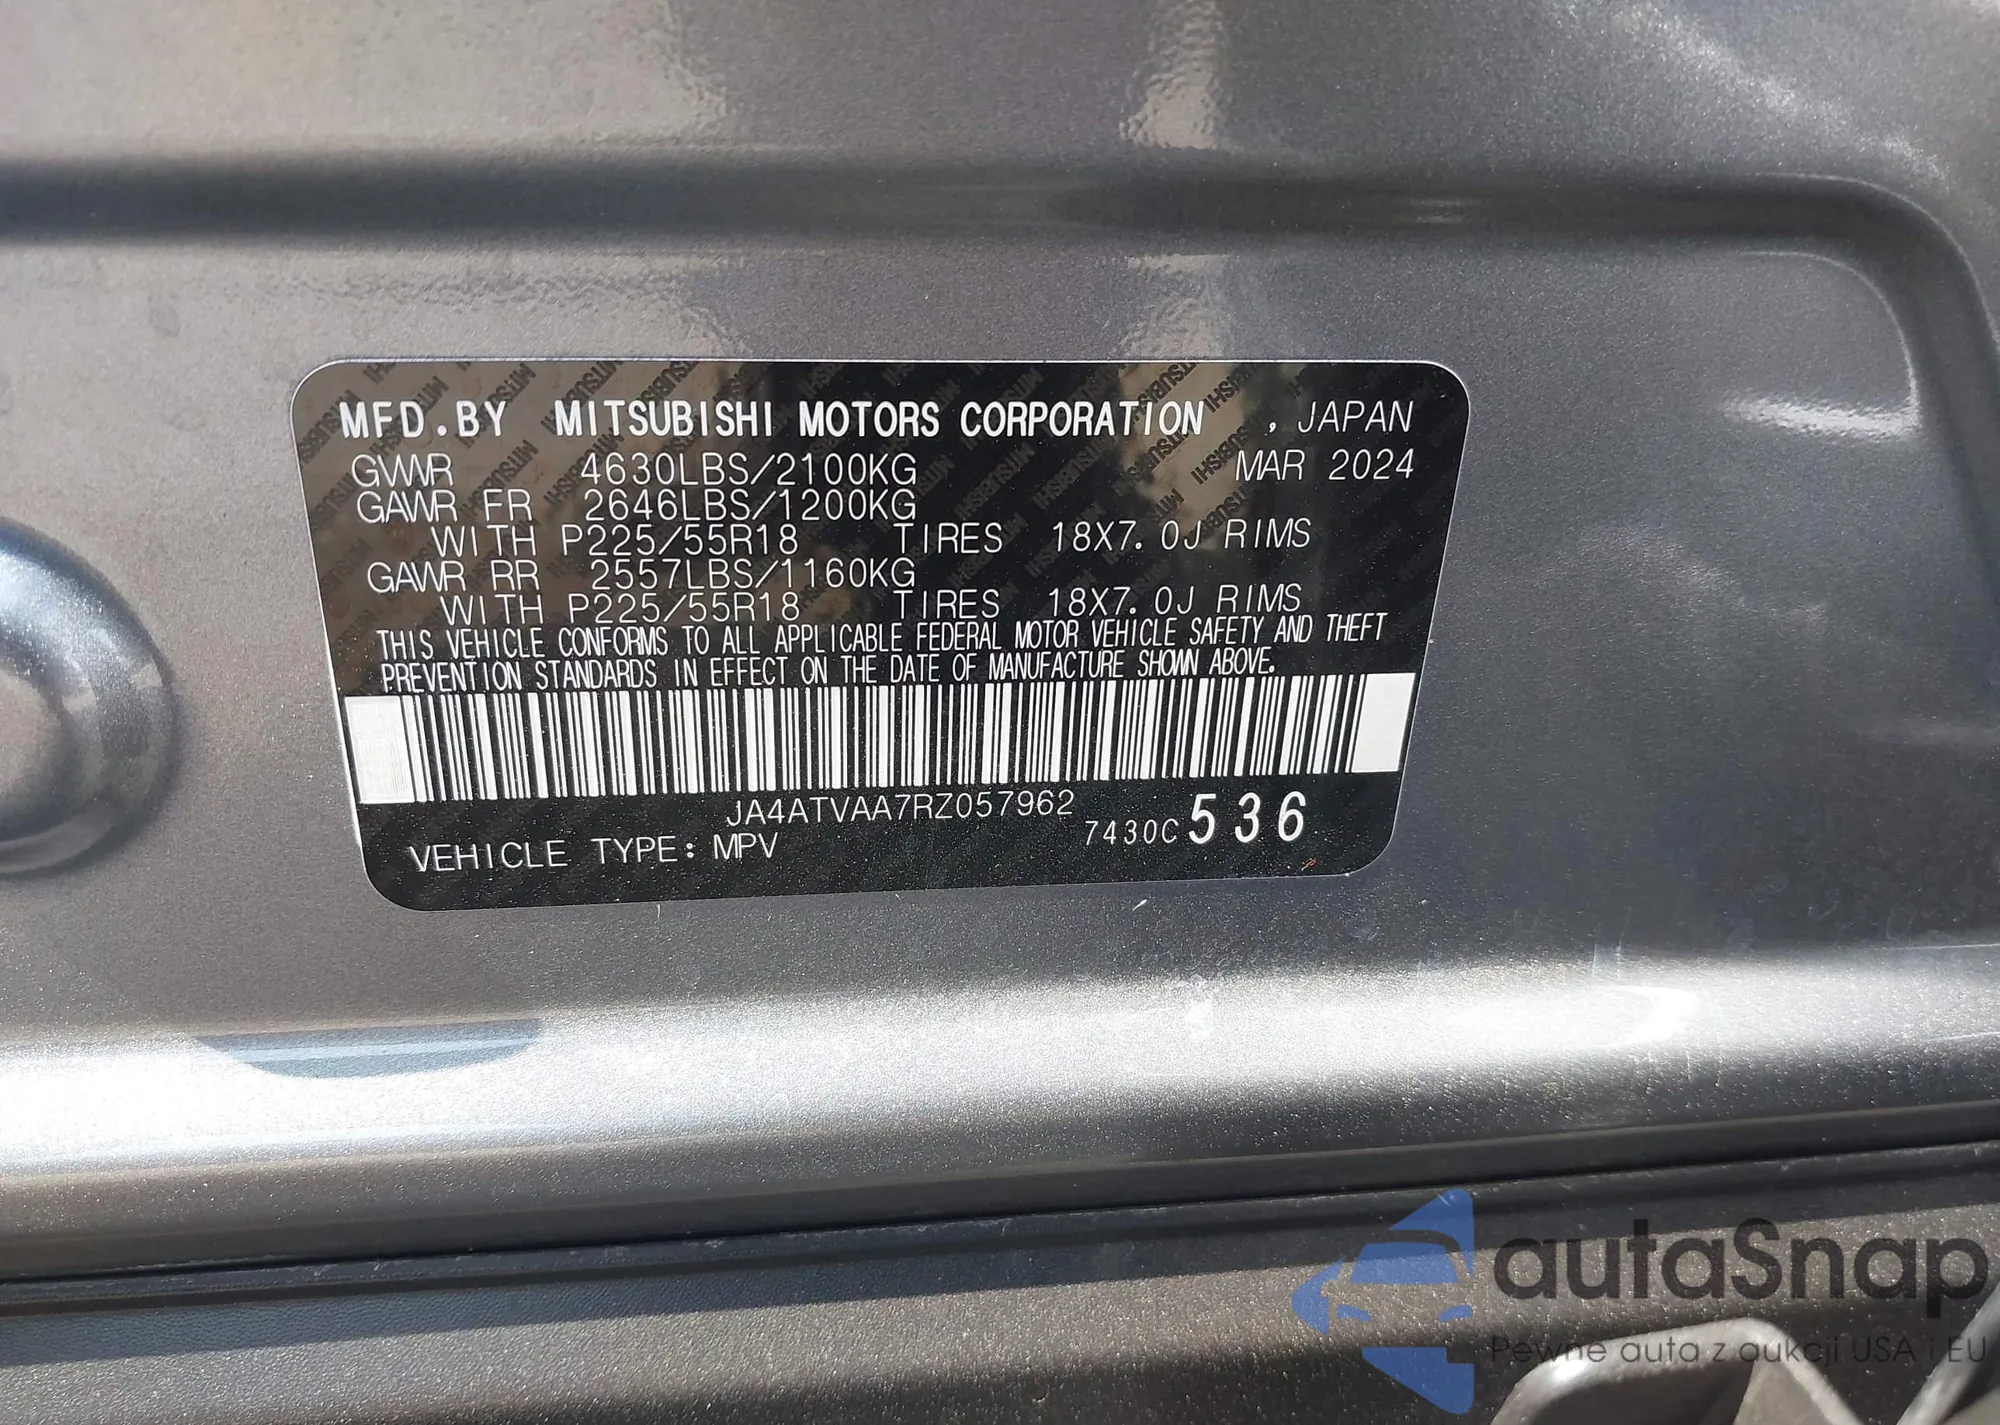 MFD.BY MITSUBISHI MOTORS CORPORATION , JAPAN
GVWR 4630LBS/2100KG MAR 2024
GAWR FR 2646LBS/1200KG
WITH P225/55R18 TIRES 18X7.0J RIMS
GAWR RR 2557LBS/1160KG
WITH P225/55R18 TIRES 18X7.0J RIMS
THIS VEHICLE CONFORMS TO ALL APPLICABLE FEDERAL MOTOR VEHICLE SAFETY AND THEFT
PREVENTION STANDARDS IN EFFECT ON THE DATE OF MANUFACTURE SHOWN ABOVE.
JA4ATVAA7RZ057962
7430C 536
VEHICLE TYPE: MPV
autaSnap
Pewne auta z aukcji USA i EU